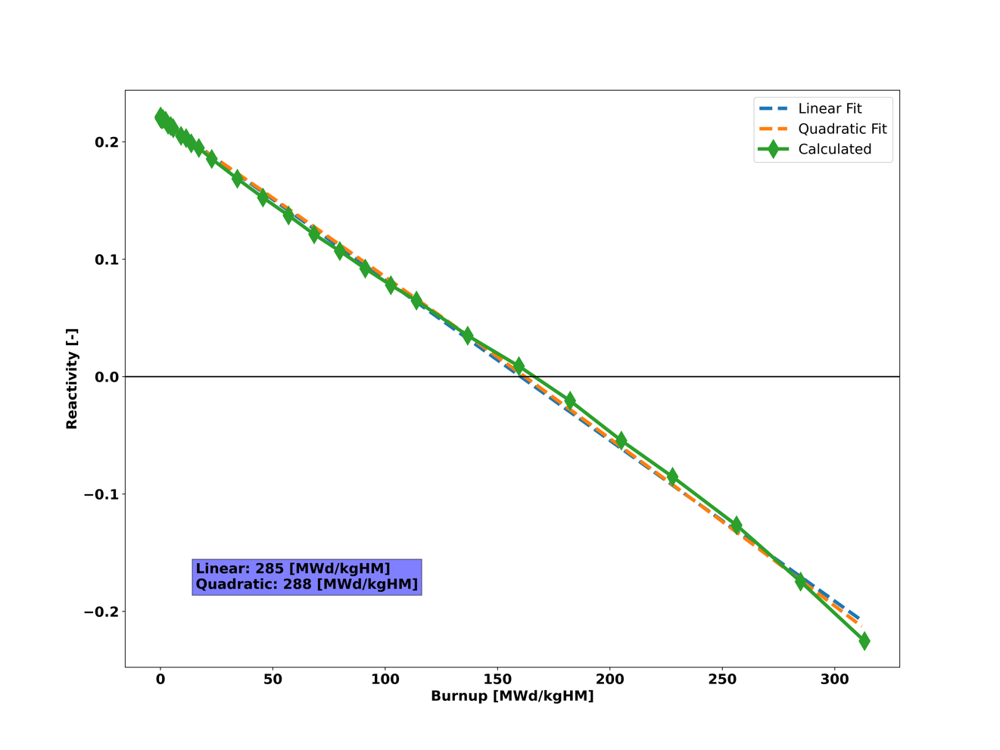 Linear Fit
Quadratic Fit
Calculated
0.2
0.1
0.0
−0.1
−0.2
Reactivity [-]
Linear: 285 [MWd/kgHM]
Quadratic: 288 [MWd/kgHM]
0 50 100 150 200 250 300
Burnup [MWd/kgHM]